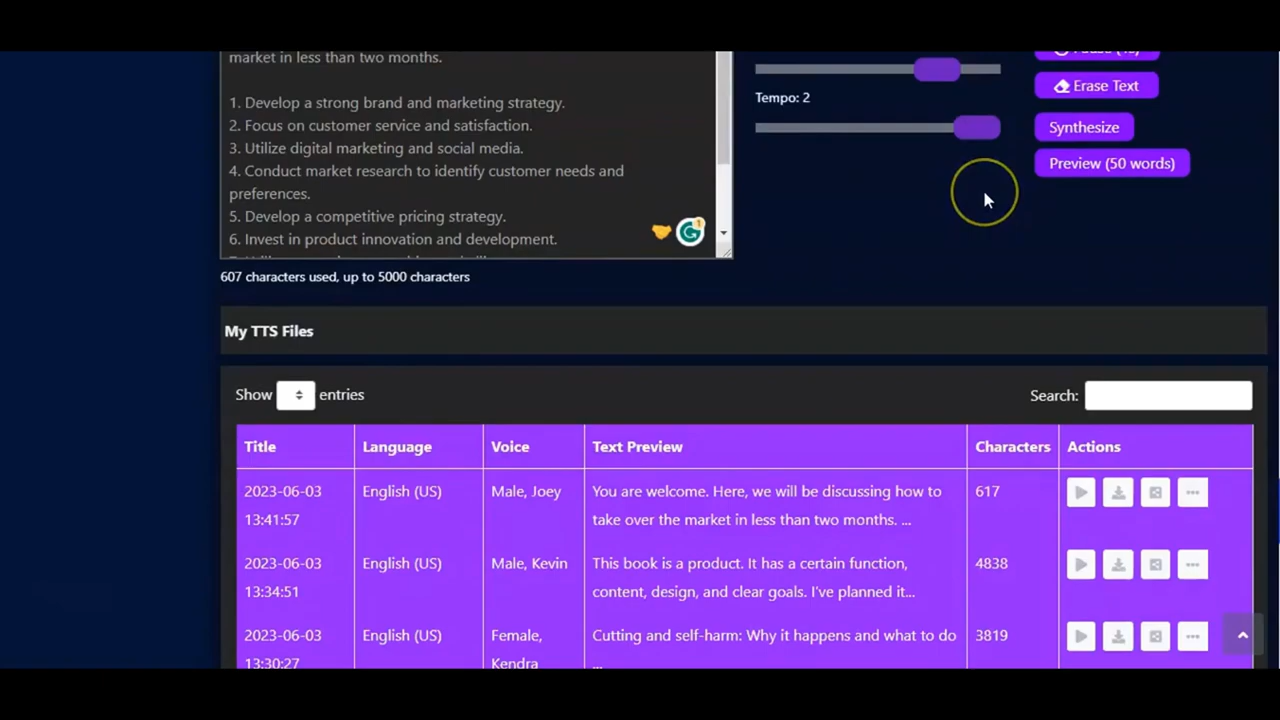 market in less than two months.
1. Develop a strong brand and marketing strategy.
2. Focus on customer service and satisfaction.
3. Utilize digital marketing and social media.
4. Conduct market research to identify customer needs and
preferences.
5. Develop a competitive pricing strategy.
6. Invest in product innovation and development.
Tempo: 2
Erase Text
Synthesize
Preview (50 words)
607 characters used, up to 5000 characters
My TTS Files
Show entries
Search:
Title Language Voice Text Preview Characters Actions
2023-06-03 English (US) Male, Joey You are welcome. Here, we will be discussing how to 617
13:41:57 take over the market in less than two months. ...
2023-06-03 English (US) Male, Kevin This book is a product. It has a certain function, 4838
13:34:51 content, design, and clear goals. I've planned it...
2023-06-03 English (US) Female, Cutting and self-harm: Why it happens and what to do 3819
13:30:27 Kendra ...